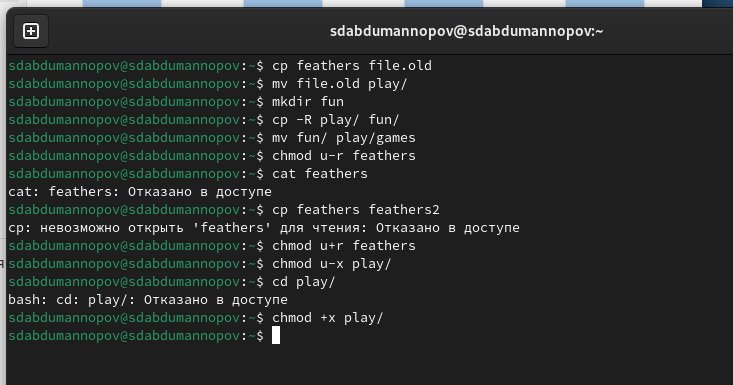 sdabdumannopov@sdabdumannopov:~
sdabdumannopov@sdabdumannopov:~$ cp feathers file.old
sdabdumannopov@sdabdumannopov:~$ mv file.old play/
sdabdumannopov@sdabdumannopov:~$ mkdir fun
sdabdumannopov@sdabdumannopov:~$ cp -R play/ fun/
sdabdumannopov@sdabdumannopov:~$ mv fun/ play/games
sdabdumannopov@sdabdumannopov:~$ chmod u-r feathers
sdabdumannopov@sdabdumannopov:~$ cat feathers
cat: feathers: Отказано в доступе
sdabdumannopov@sdabdumannopov:~$ cp feathers feathers2
cp: невозможно открыть 'feathers' для чтения: Отказано в доступе
sdabdumannopov@sdabdumannopov:~$ chmod u+r feathers
sdabdumannopov@sdabdumannopov:~$ chmod u-x play/
sdabdumannopov@sdabdumannopov:~$ cd play/
bash: cd: play/: Отказано в доступе
sdabdumannopov@sdabdumannopov:~$ chmod +x play/
sdabdumannopov@sdabdumannopov:~$